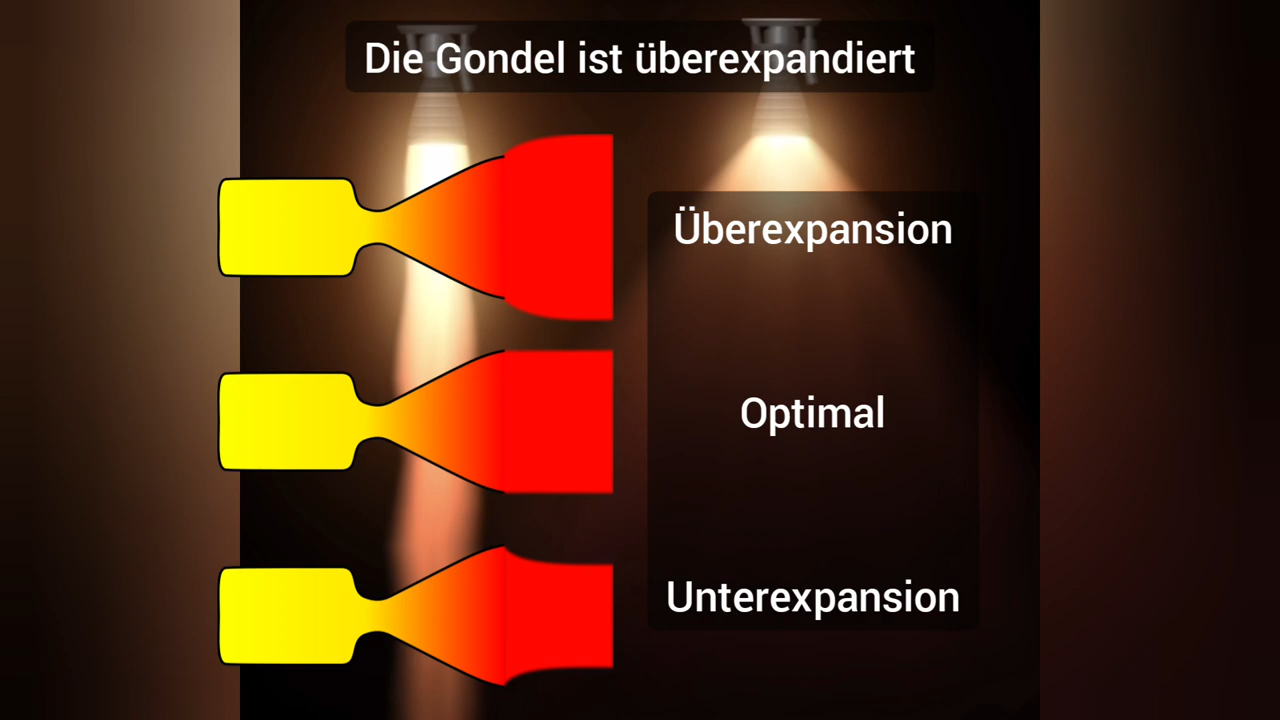 Die Gondel ist überexpandiert
Überexpansion
Optimal
Unterexpansion